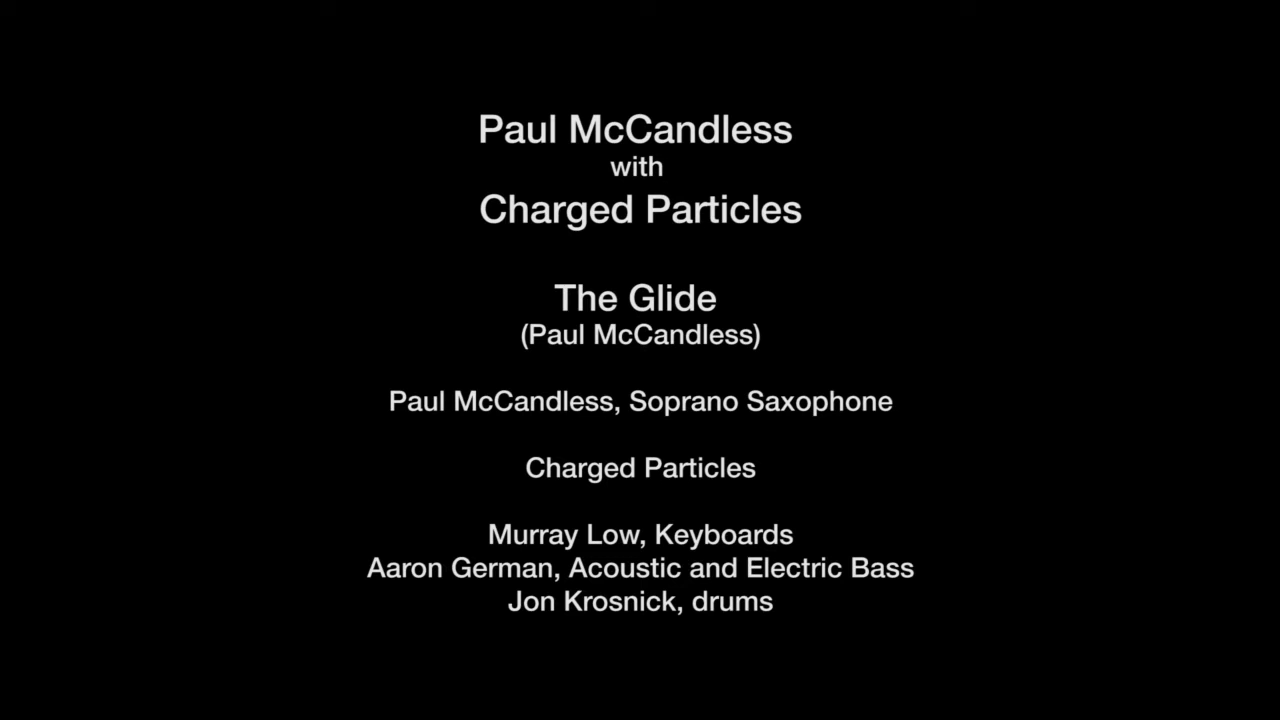 Paul McCandless
with
Charged Particles
The Glide
(Paul McCandless)
Paul McCandless, Soprano Saxophone
Charged Particles
Murray Low, Keyboards
Aaron German, Acoustic and Electric Bass
Jon Krosnick, drums